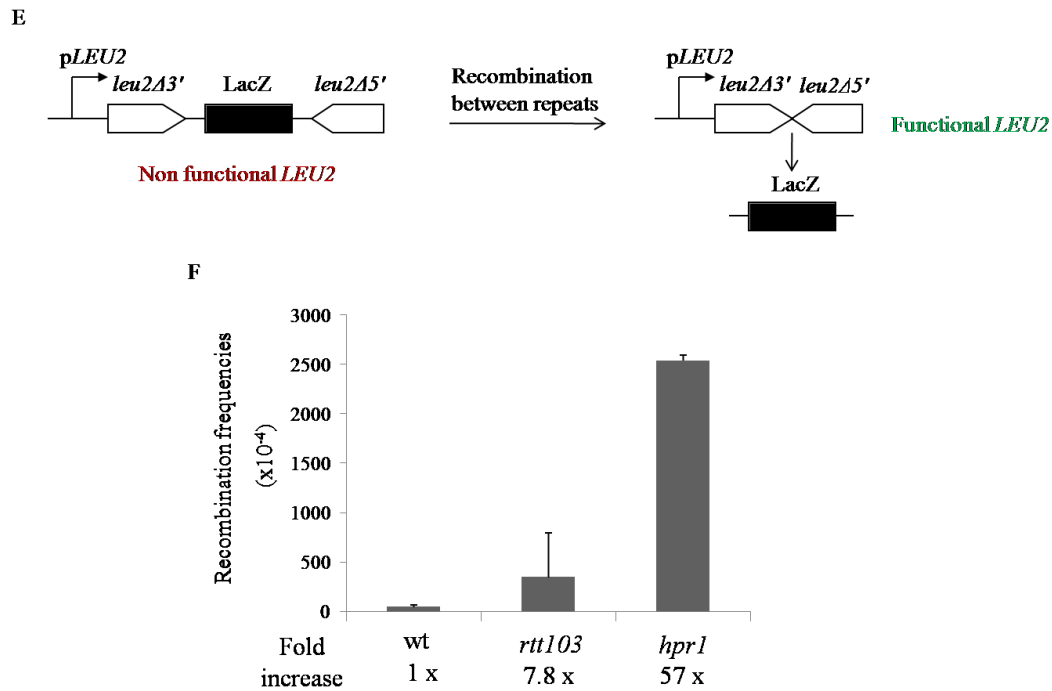 E
pLEU2
leu2Δ3′ LacZ leu2Δ5′
Non functional LEU2
Recombination
between repeats
pLEU2
leu2Δ3′ leu2Δ5′
Functional LEU2
LacZ
F
Recombination frequencies
(x10-4)
3000
2500
2000
1500
1000
500
0
wt rtt103 hpr1
Fold
increase
1 x 7.8 x 57 x